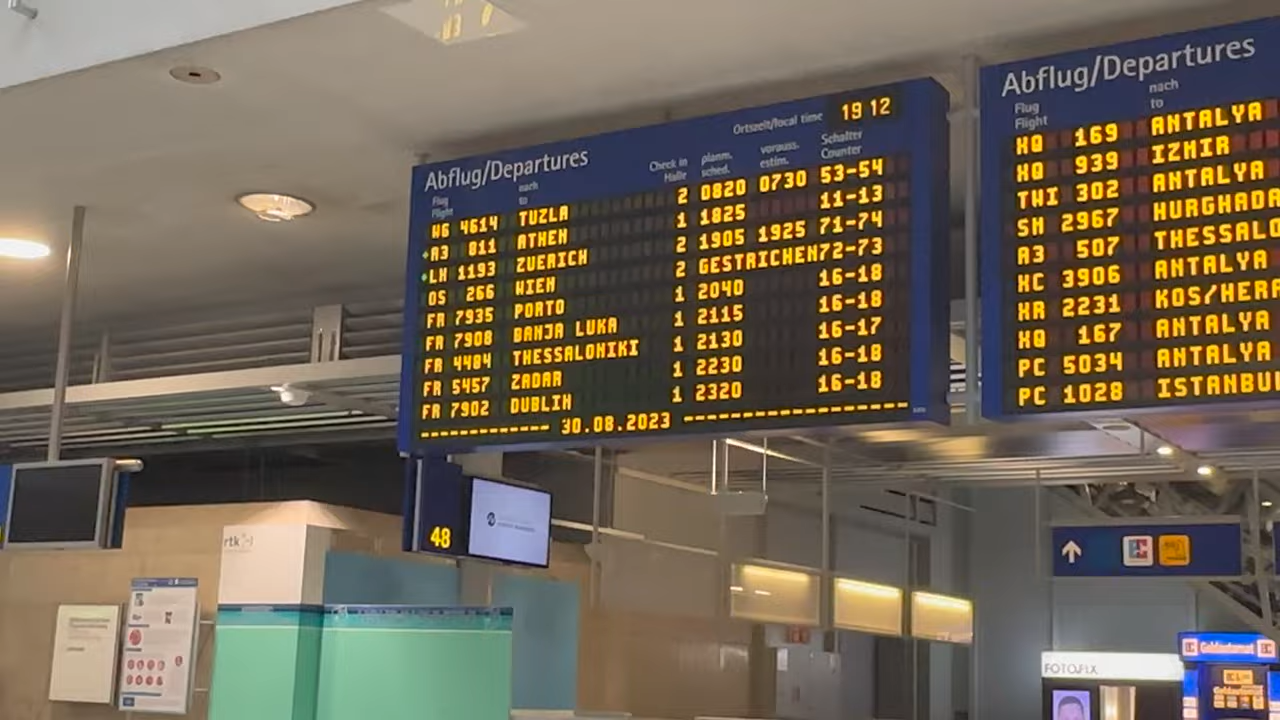 Abflug/Departures
Ortszeit/local time 19 12
Flug nach Check in planm. vorauss. Schalter
Flight to Halle sched. estim. Counter
W6 4614 TUZLA 2 0820 0730 53-54
A3 811 ATHEN 1 1825 11-13
LH 1193 ZUERICH 2 1905 1925 71-74
OS 266 WIEN 2 GESTRICHEN 72-73
FR 7935 PORTO 1 2040 16-18
FR 7908 BANJA LUKA 1 2115 16-18
FR 4484 THESSALONIKI 1 2130 16-17
FR 5457 ZADAR 1 2230 16-18
FR 7902 DUBLIN 1 2320 16-18
------------ 30.08.2023 ---------------------
Abflug/Departures
Flug nach
Flight to
XQ 169 ANTALYA
XQ 939 IZMIR
TWI 302 ANTALYA
SM 2967 HURGHADA
A3 507 THESSALO
XC 3906 ANTALYA
XR 2231 KOS/HERA
XQ 167 ANTALYA
PC 5034 ANTALYA
PC 1028 ISTANBUL
48
rtk
FOTOFIX
Geldautomat
Geldautomat